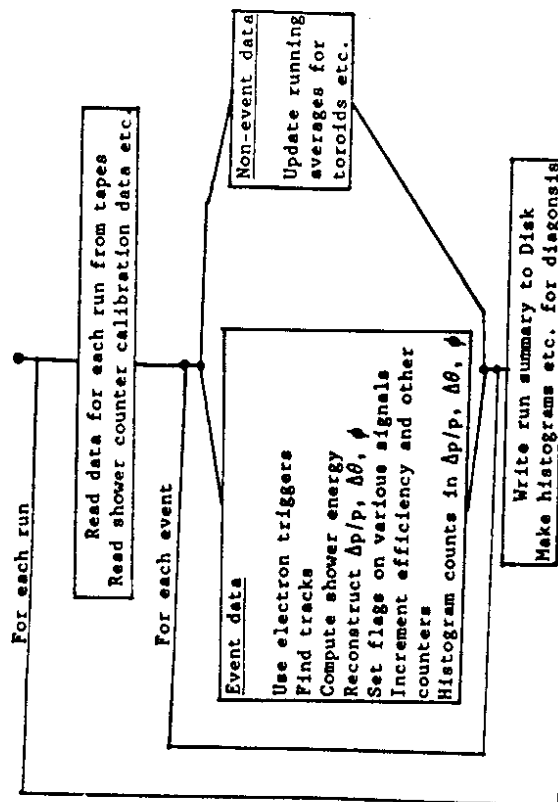 For each run
Read data for each run from tapes
Read shower counter calibration data etc.
For each event
Event data
Use electron triggers
Find tracks
Compute shower energy
Reconstruct Δp/p, Δθ, ϕ
Set flags on various signals
Increment efficiency and other
counters
Histogram counts in Δp/p, Δθ, ϕ
Non-event data
Update running
averages for
toroids etc.
Write run summary to Disk
Make histograms etc. for diagonsis